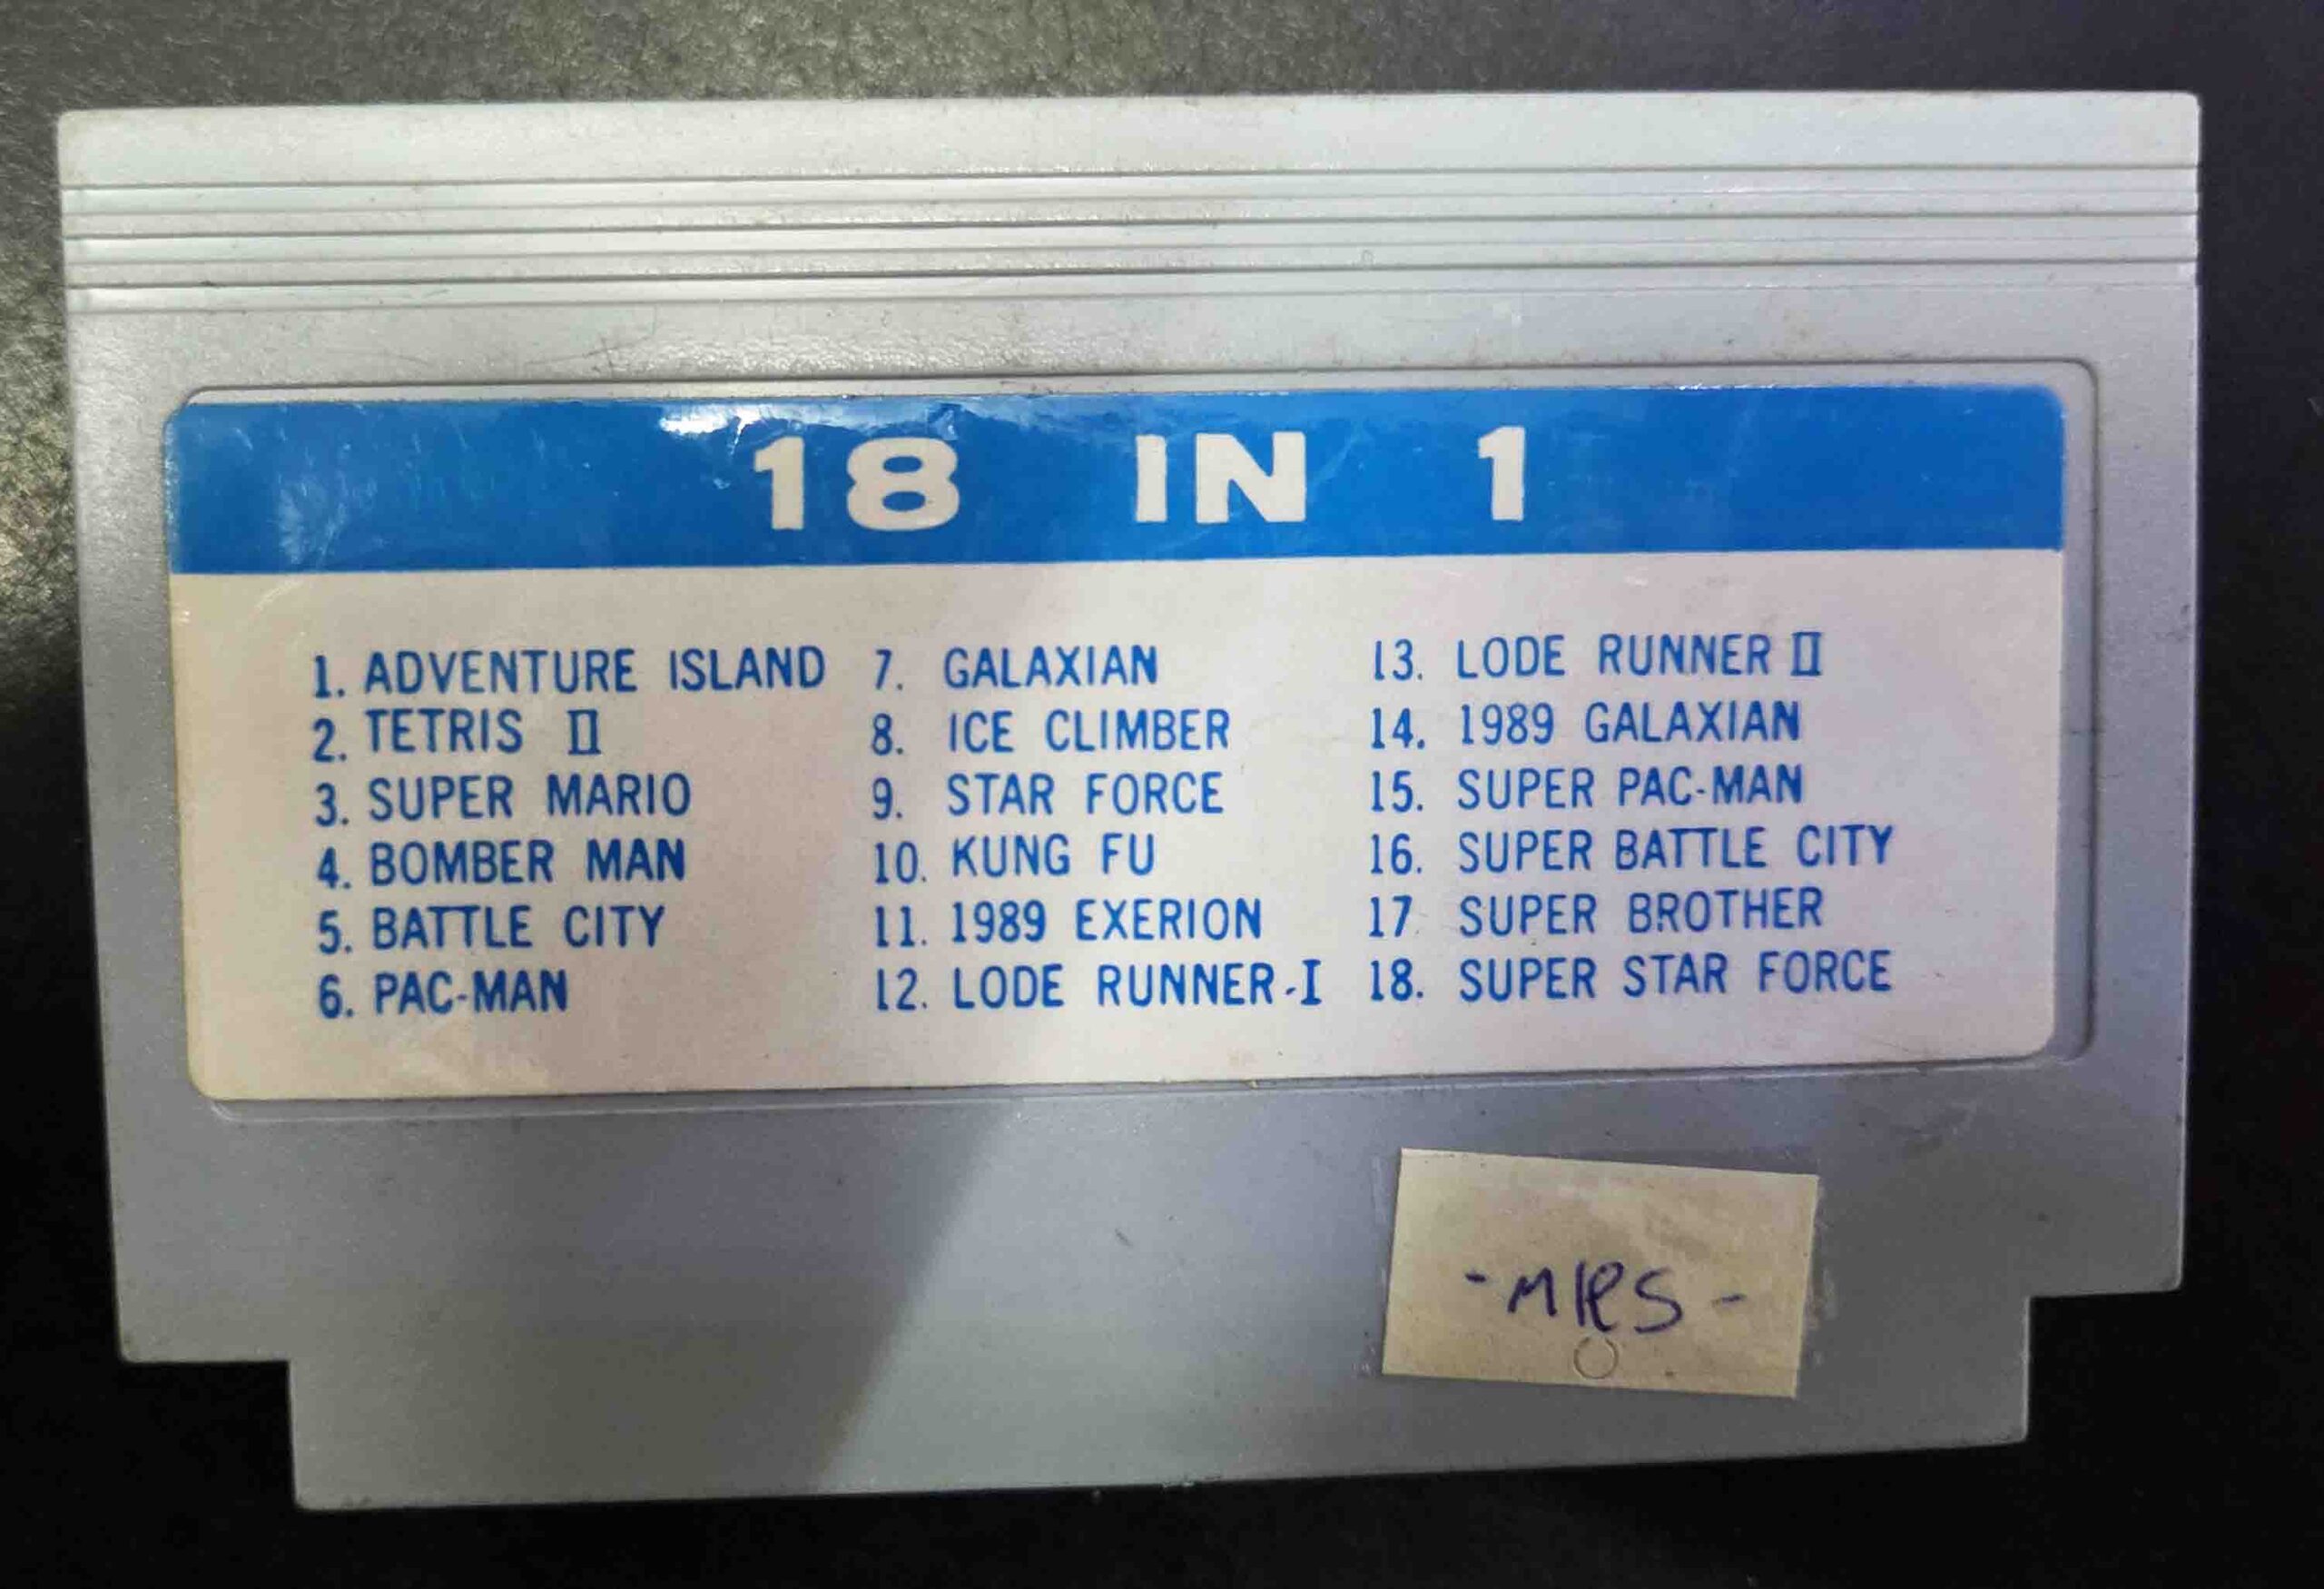 18 IN 1
1. ADVENTURE ISLAND
2. TETRIS II
3. SUPER MARIO
4. BOMBER MAN
5. BATTLE CITY
6. PAC-MAN
7. GALAXIAN
8. ICE CLIMBER
9. STAR FORCE
10. KUNG FU
11. 1989 EXERION
12. LODE RUNNER-I
13. LODE RUNNER II
14. 1989 GALAXIAN
15. SUPER PAC-MAN
16. SUPER BATTLE CITY
17 SUPER BROTHER
18. SUPER STAR FORCE